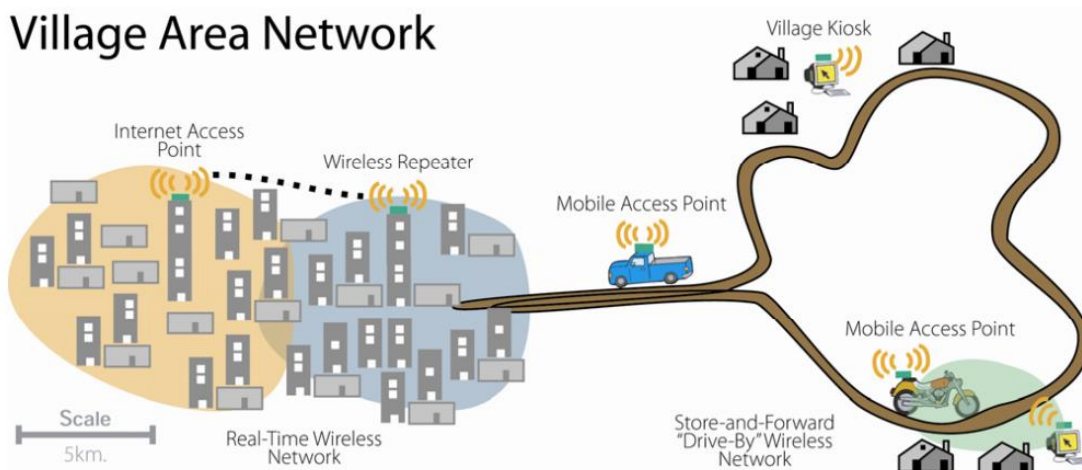 Village Area Network
Village Kiosk
Internet Access
Point
Wireless Repeater
Mobile Access Point
Mobile Access Point
Scale
5km.
Real-Time Wireless
Network
Store-and-Forward
"Drive-By" Wireless
Network